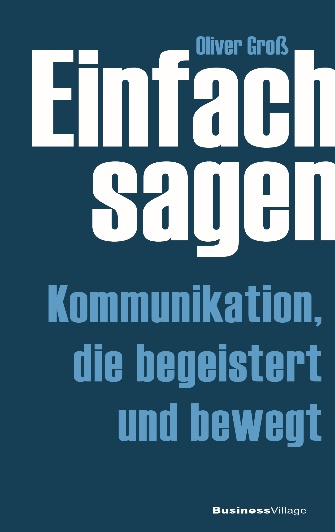 Oliver Groß
Einfach
sagen
Kommunikation,
die begeistert
und bewegt
BusinessVillage